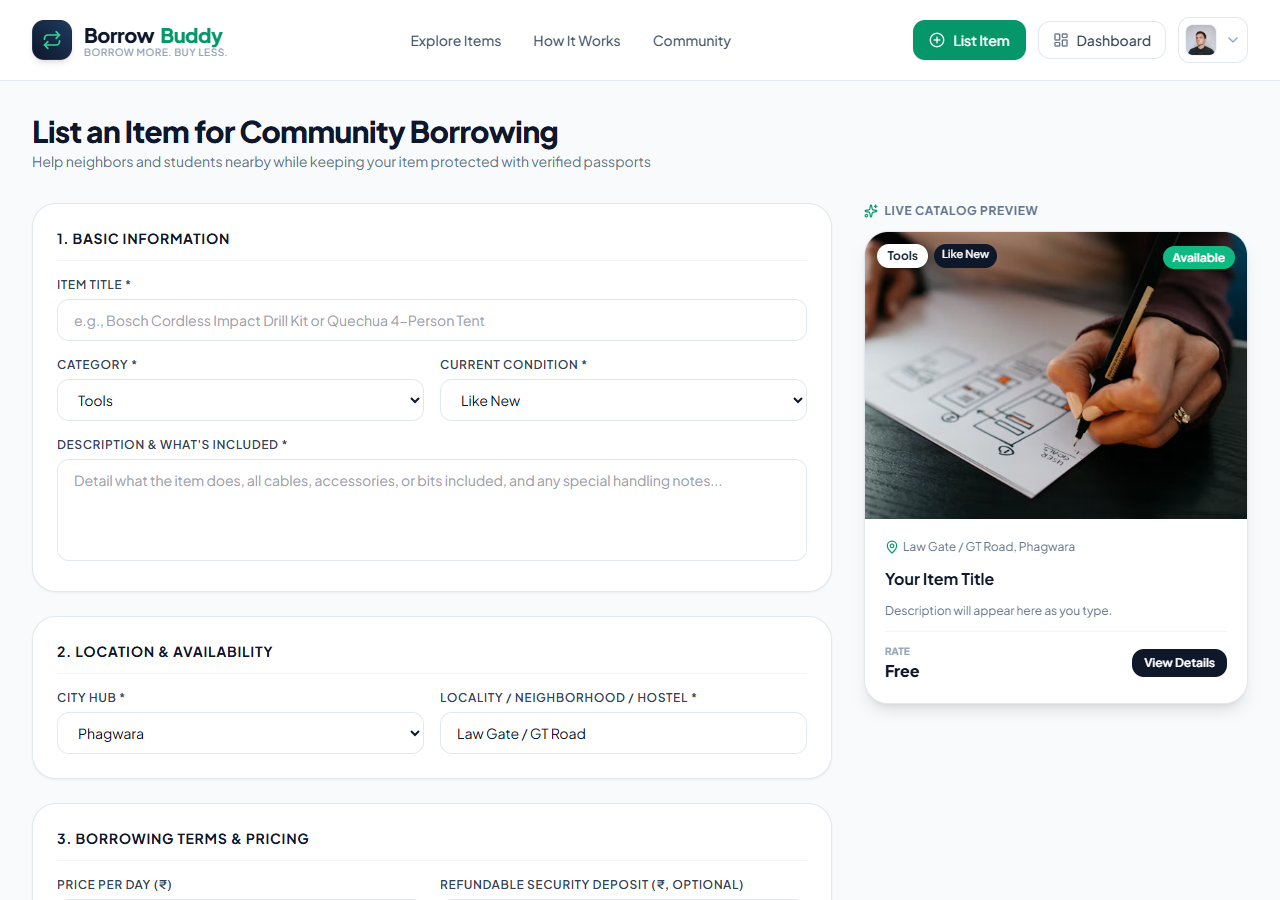 Borrow Buddy
BORROW MORE. BUY LESS.
Explore Items
How It Works
Community
List Item
Dashboard
List an Item for Community Borrowing
Help neighbors and students nearby while keeping your item protected with verified passports
1. BASIC INFORMATION
ITEM TITLE *
e.g., Bosch Cordless Impact Drill Kit or Quechua 4-Person Tent
CATEGORY *
CURRENT CONDITION *
Tools
Like New
DESCRIPTION & WHAT'S INCLUDED *
Detail what the item does, all cables, accessories, or bits included, and any special handling notes...
2. LOCATION & AVAILABILITY
CITY HUB *
LOCALITY / NEIGHBORHOOD / HOSTEL *
Phagwara
Law Gate / GT Road
3. BORROWING TERMS & PRICING
PRICE PER DAY (₹)
REFUNDABLE SECURITY DEPOSIT (₹, OPTIONAL)
LIVE CATALOG PREVIEW
Tools
Like New
Available
USER
GOALS
Law Gate / GT Road, Phagwara
Your Item Title
Description will appear here as you type.
RATE
Free
View Details